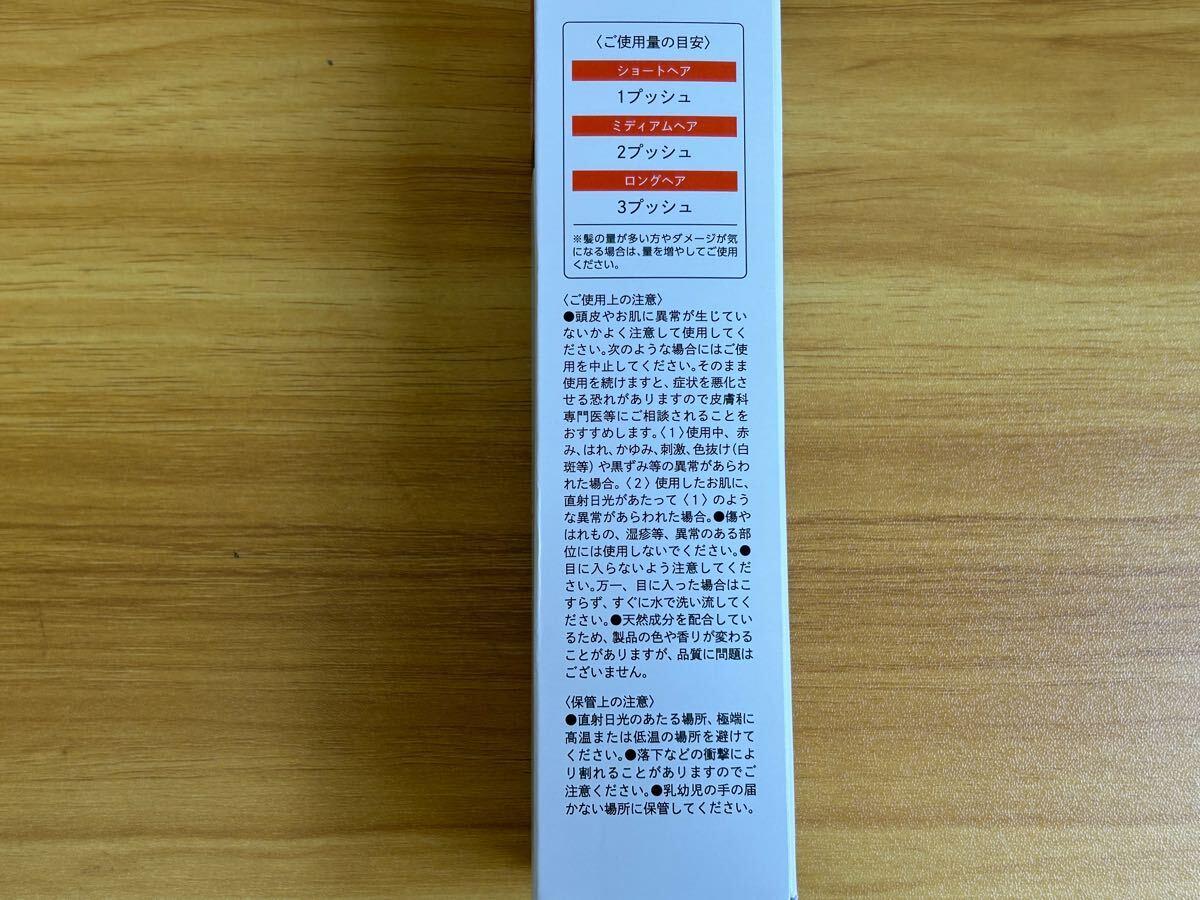 〈ご使用量の目安〉
ショートヘア
1プッシュ
ミディアムヘア
2プッシュ
ロングヘア
3プッシュ
※髪の量が多い方やダメージが気
になる場合は、量を増やしてご使用
ください。
〈ご使用上の注意〉
●頭皮やお肌に異常が生じてい
ないかよく注意して使用してく
ださい。次のような場合にはご使
用を中止してください。そのまま
使用を続けますと、症状を悪化さ
せる恐れがありますので皮膚科
専門医等にご相談されることを
おすすめします。〈1〉使用中、赤
み、はれ、かゆみ、刺激、色抜け(白
斑等)や黒ずみ等の異常があらわ
れた場合。〈2〉使用したお肌に、
直射日光があたって〈1〉のよう
な異常があらわれた場合。●傷や
はれもの、湿疹等、異常のある部
位には使用しないでください。●
目に入らないよう注意してくだ
さい。万一、目に入った場合はこ
すらず、すぐに水で洗い流してく
ださい。●天然成分を配合してい
るため、製品の色や香りが変わる
ことがありますが、品質に問題は
ございません。
〈保管上の注意〉
●直射日光のあたる場所、極端に
高温または低温の場所を避けて
ください。●落下などの衝撃によ
り割れることがありますのでご
注意ください。●乳幼児の手の届
かない場所に保管してください。